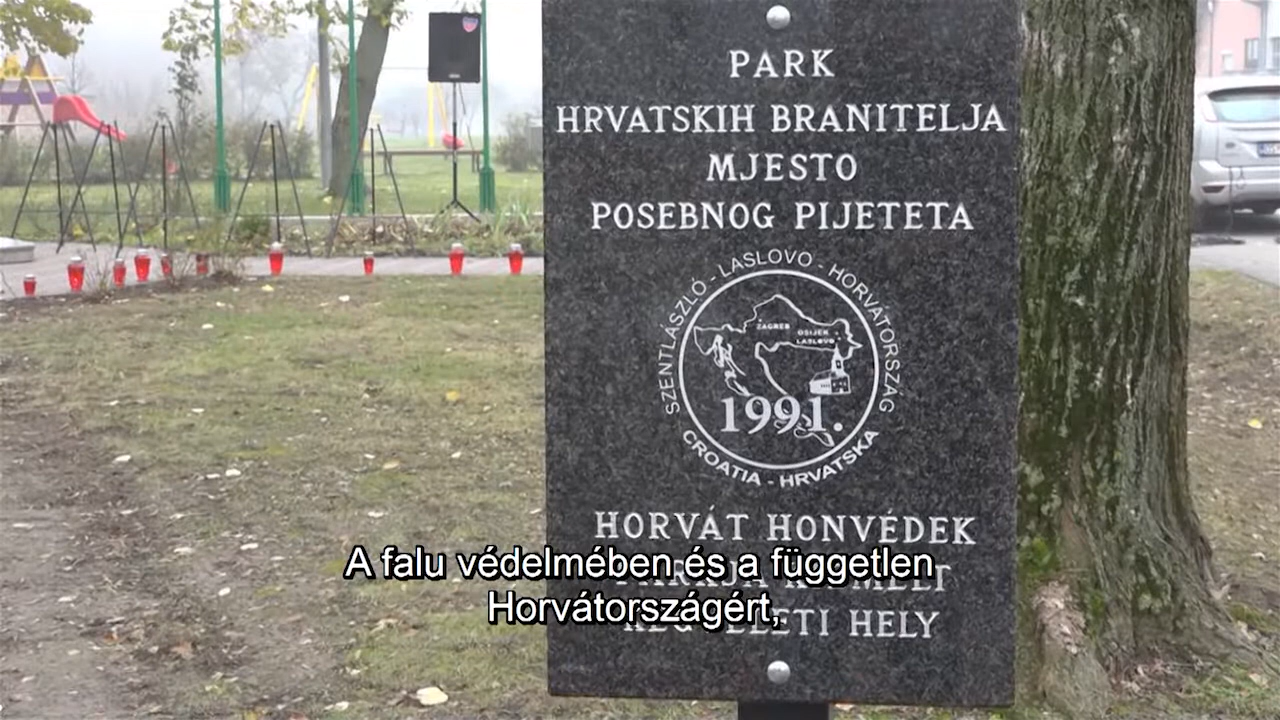 PARK
HRVATSKIH BRANITELJA
MJESTO
POSEBNOG PIJETETA
SZENTLÁSZLÓ - LASLOVO - HORVÁTORSZÁG
ZAGREB
OSIJEK
LASLOVO
1991.
CROATIA - HRVATSKA
HORVÁT HONVÉDEK
A falu védelmében és a független
Horvátországért,
HELY